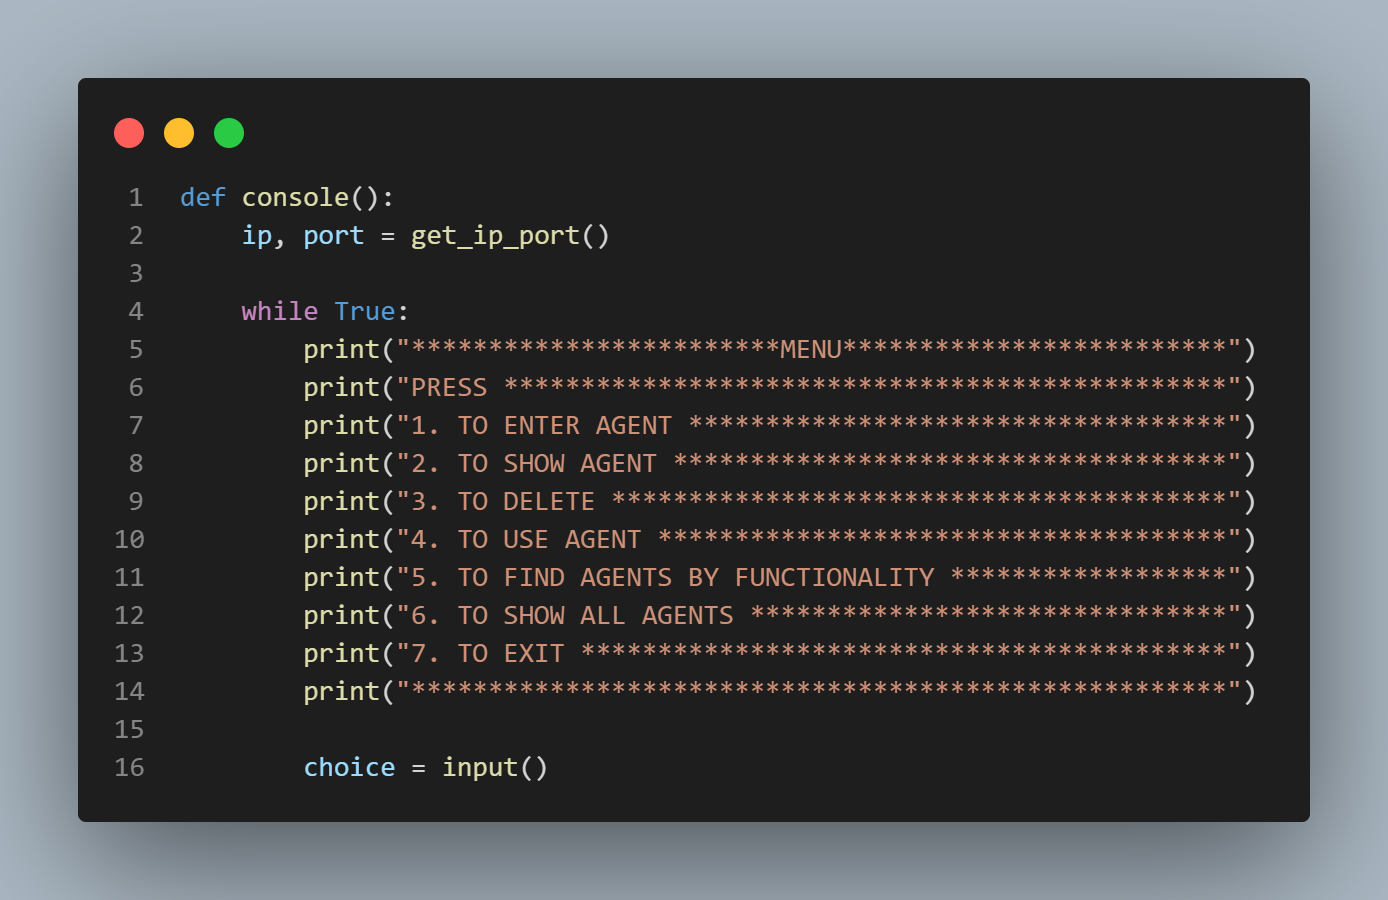 1 def console():
2     ip, port = get_ip_port()
3
4     while True:
5         print("************************MENU*************************")
6         print("PRESS ***********************************************")
7         print("1. TO ENTER AGENT ***********************************")
8         print("2. TO SHOW AGENT ************************************")
9         print("3. TO DELETE ****************************************")
10         print("4. TO USE AGENT *************************************")
11         print("5. TO FIND AGENTS BY FUNCTIONALITY ******************")
12         print("6. TO SHOW ALL AGENTS *******************************")
13         print("7. TO EXIT ******************************************")
14         print("*****************************************************")
15
16         choice = input()